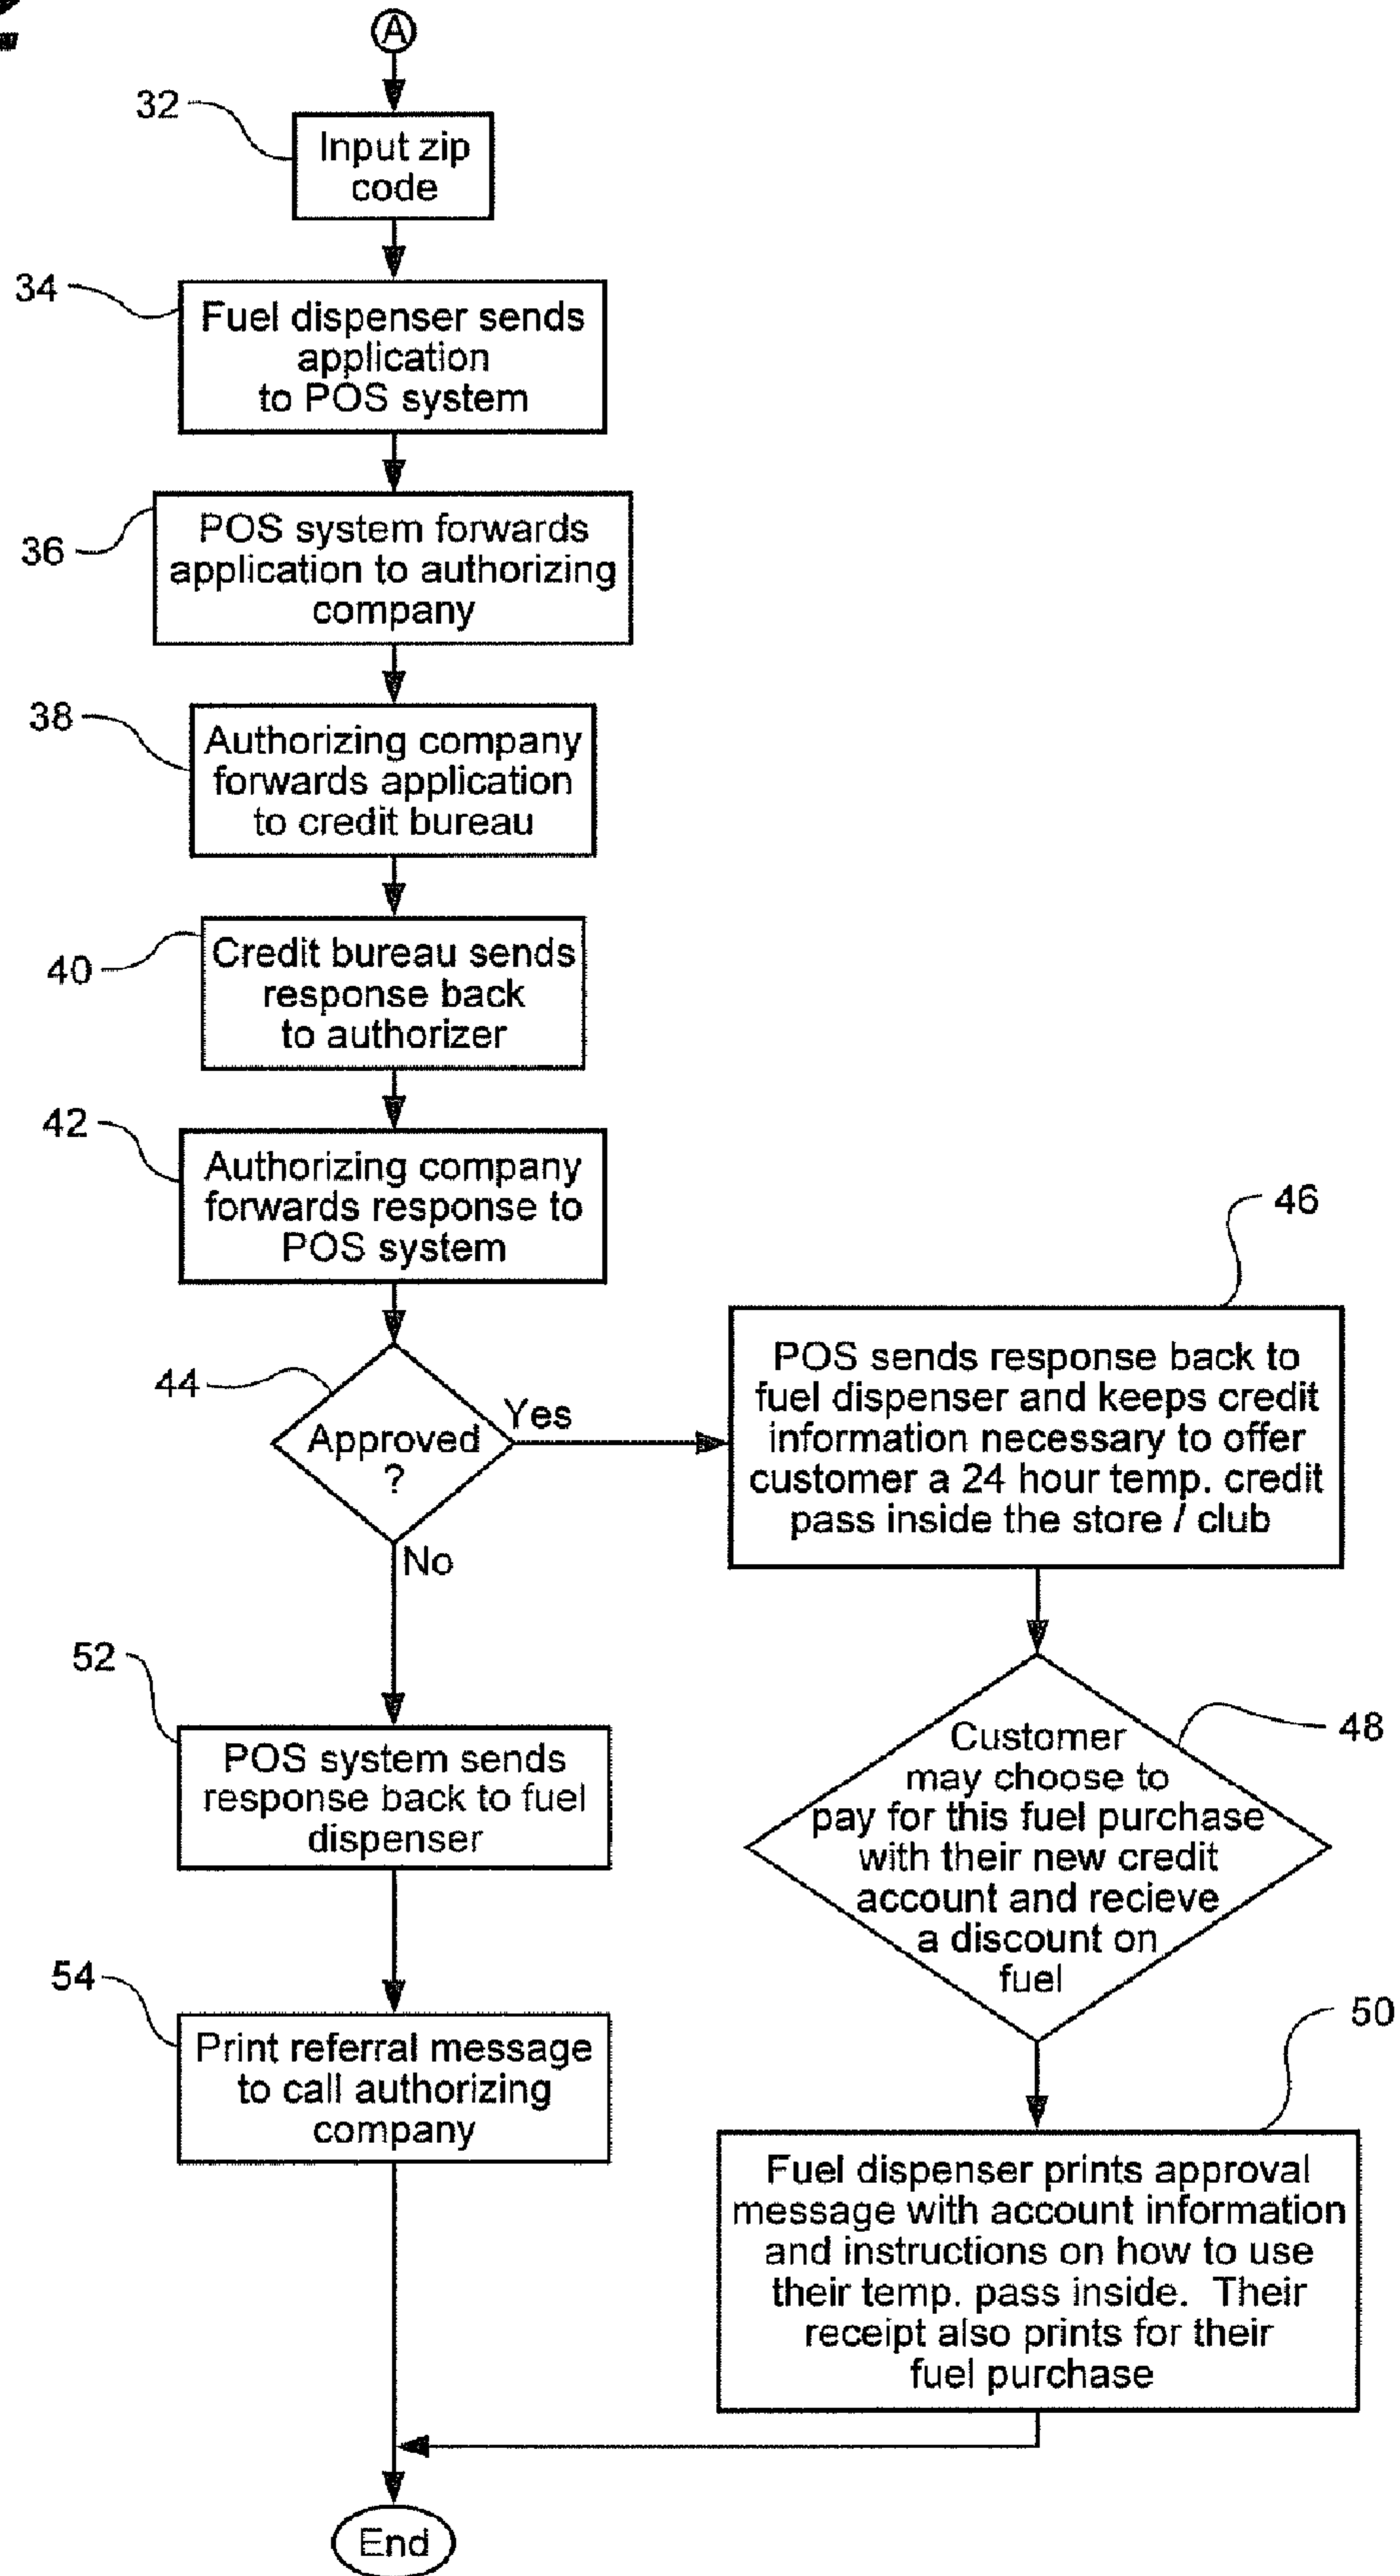 A
32
Input zip
code
34
Fuel dispenser sends
application
to POS system
36
POS system forwards
application to authorizing
company
38
Authorizing company
forwards application
to credit bureau
40
Credit bureau sends
response back
to authorizer
42
Authorizing company
forwards response to
POS system
44
Approved
?
Yes
No
46
POS sends response back to
fuel dispenser and keeps credit
information necessary to offer
customer a 24 hour temp. credit
pass inside the store / club
48
Customer
may choose to
pay for this fuel purchase
with their new credit
account and recieve
a discount on
fuel
50
Fuel dispenser prints approval
message with account information
and instructions on how to use
their temp. pass inside. Their
receipt also prints for their
fuel purchase
52
POS system sends
response back to fuel
dispenser
54
Print referral message
to call authorizing
company
End